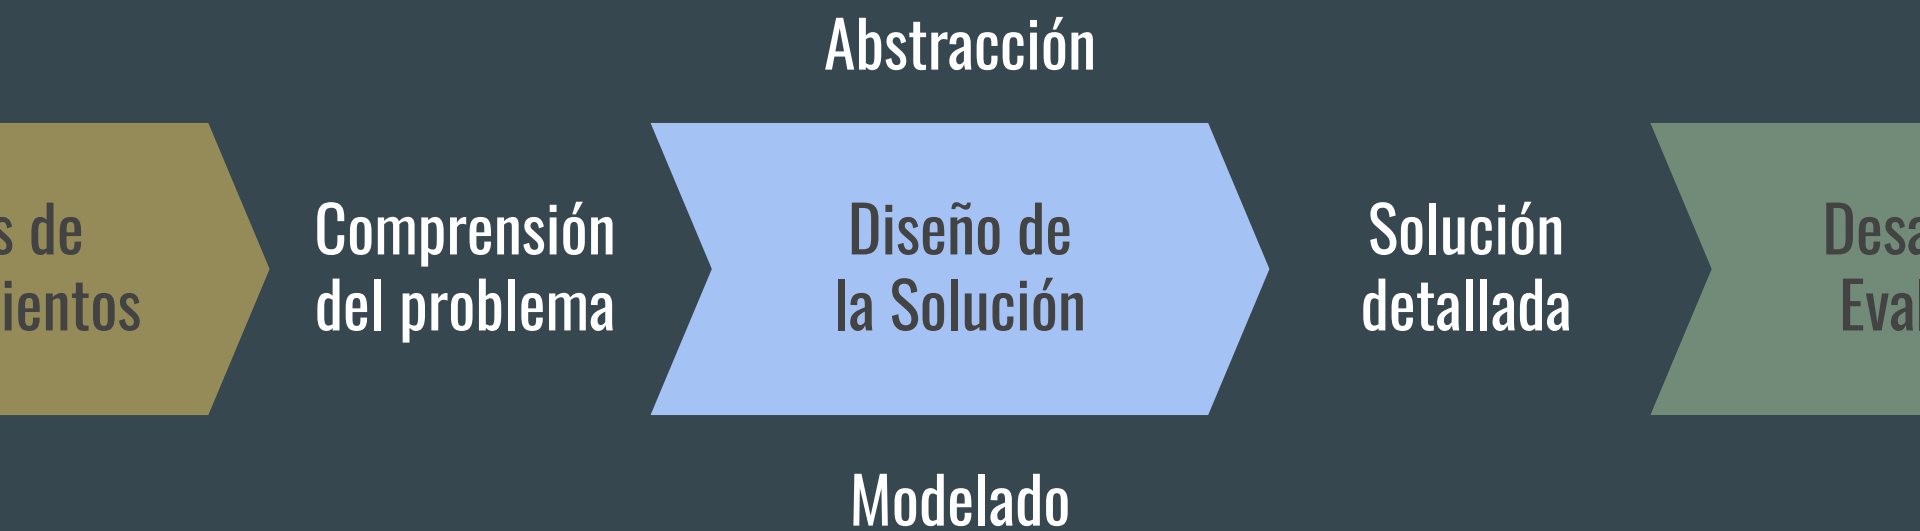 Abstracción
s de
ientos
Comprensión
del problema
Diseño de
la Solución
Solución
detallada
Desa
Eval
Modelado